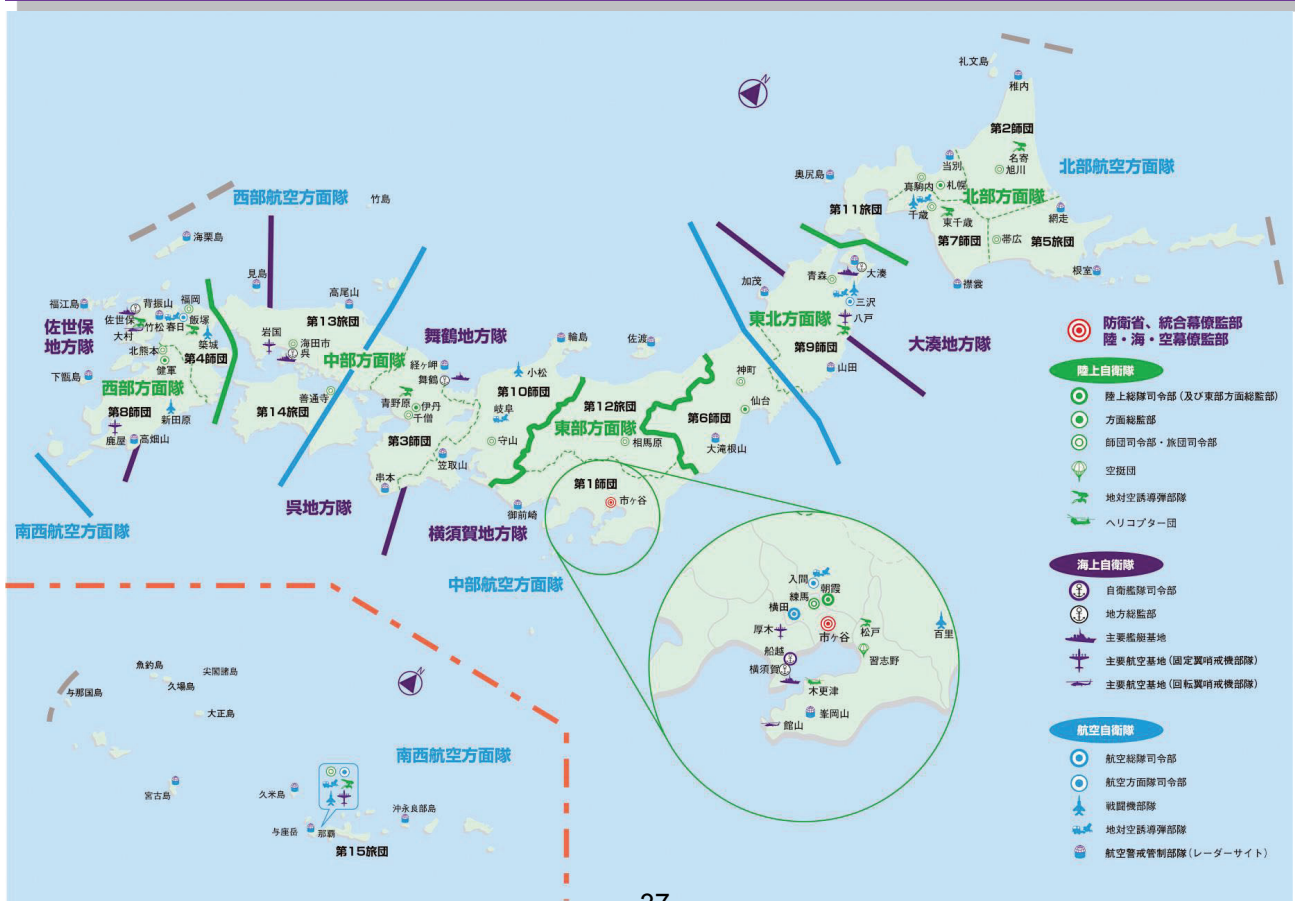 N
礼文島
稚内
第2師団
名寄
旭川
当別
北部航空方面隊
奥尻島
真駒内
札幌
北部方面隊
第11旅団
千歳
東千歳
網走
第7師団
帯広
第5旅団
根室
襟裳
西部航空方面隊
竹島
海栗島
見島
高尾山
加茂
青森
大湊
三沢
八戸
福江島
背振山
福岡
佐世保
地方隊
佐世保
竹松
春日
飯塚
大村
築城
第13旅団
岩国
海田市
呉
舞鶴地方隊
輪島
佐渡
東北方面隊
第9師団
大湊地方隊
山田
北熊本
健軍
第4師団
中部方面隊
経ヶ岬
舞鶴
小松
第10師団
神町
下甑島
西部方面隊
善通寺
青野原
伊丹
千僧
岐阜
第12旅団
東部方面隊
第6師団
仙台
第8師団
新田原
第14旅団
第3師団
守山
相馬原
大滝根山
鹿屋
高畑山
笠取山
串本
第1師団
市ヶ谷
御前崎
南西航空方面隊
呉地方隊
横須賀地方隊
中部航空方面隊
入間
朝霞
練馬
横田
市ヶ谷
松戸
百里
厚木
習志野
船越
横須賀
木更津
峯岡山
館山
N
魚釣島
尖閣諸島
与那国島
久場島
大正島
南西航空方面隊
宮古島
久米島
沖永良部島
与座岳
那覇
第15旅団
防衛省、統合幕僚監部
陸・海・空幕僚監部
陸上自衛隊
陸上総隊司令部(及び東部方面総監部)
方面総監部
師団司令部・旅団司令部
空挺団
地対空誘導弾部隊
ヘリコプター団
海上自衛隊
自衛艦隊司令部
地方総監部
主要艦艇基地
主要航空基地(固定翼哨戒機部隊)
主要航空基地(回転翼哨戒機部隊)
航空自衛隊
航空総隊司令部
航空方面隊司令部
戦闘機部隊
地対空誘導弾部隊
航空警戒管制部隊(レーダーサイト)
37